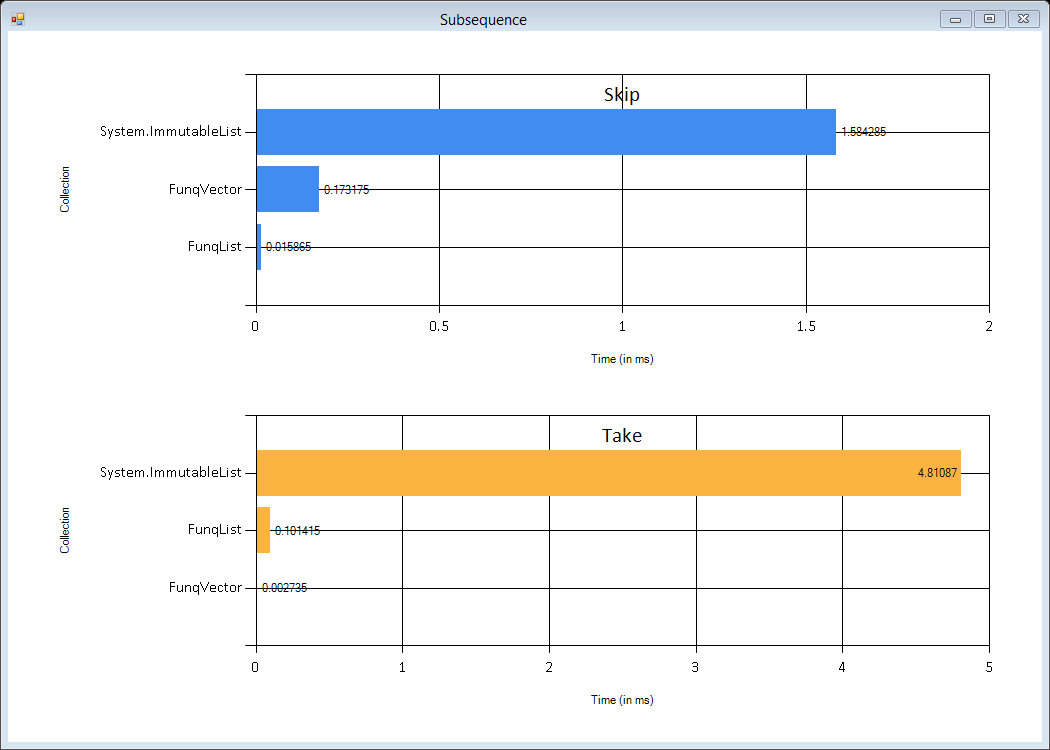 Subsequence
Skip
System.ImmutableList
1.584285
FunqVector
0.173175
FunqList
0.015865
Collection
0 0.5 1 1.5 2
Time (in ms)
Take
System.ImmutableList
4.81087
FunqList
0.101415
FunqVector
0.002735
Collection
0 1 2 3 4 5
Time (in ms)